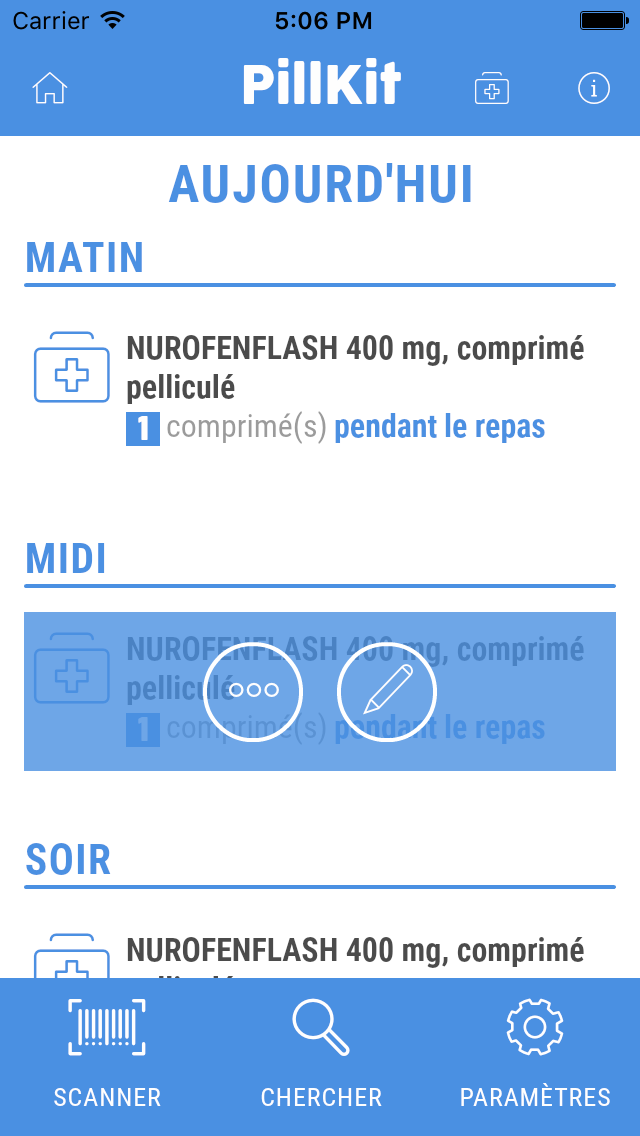 Carrier 5:06 PM
PillKit
AUJOURD'HUI
MATIN
NUROFENFLASH 400 mg, comprimé
pelliculé
1 comprimé(s) pendant le repas
MIDI
NUROFENFLASH 400 mg, comprimé
pelliculé
1 comprimé(s) pendant le repas
SOIR
NUROFENFLASH 400 mg, comprimé
SCANNER CHERCHER PARAMÈTRES